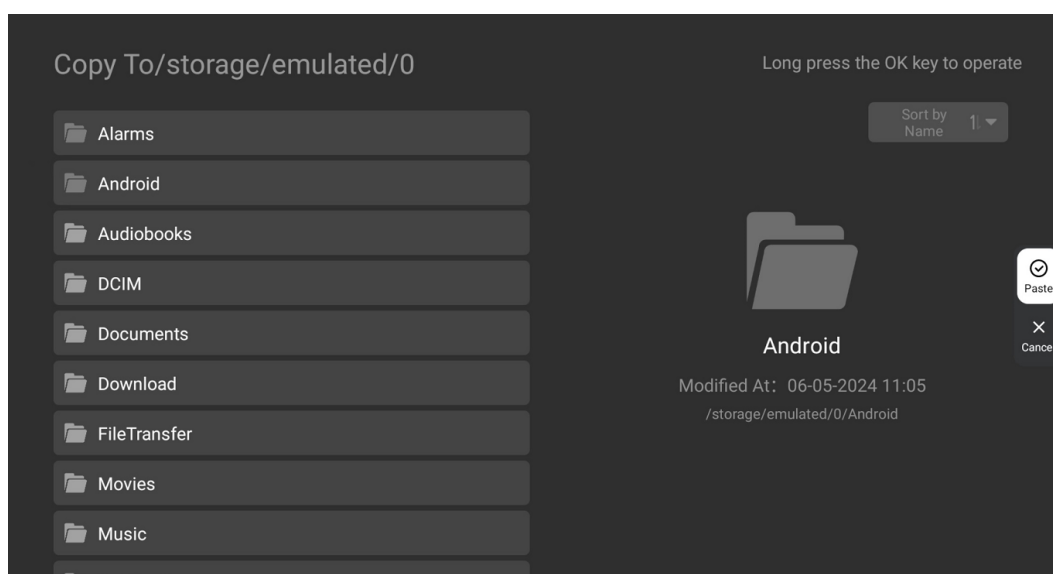 Copy To/storage/emulated/0
Long press the OK key to operate
Sort by
Name
Alarms
Android
Audiobooks
DCIM
Documents
Download
FileTransfer
Movies
Music
Android
Modified At: 06-05-2024 11:05
/storage/emulated/0/Android
Paste
Cance